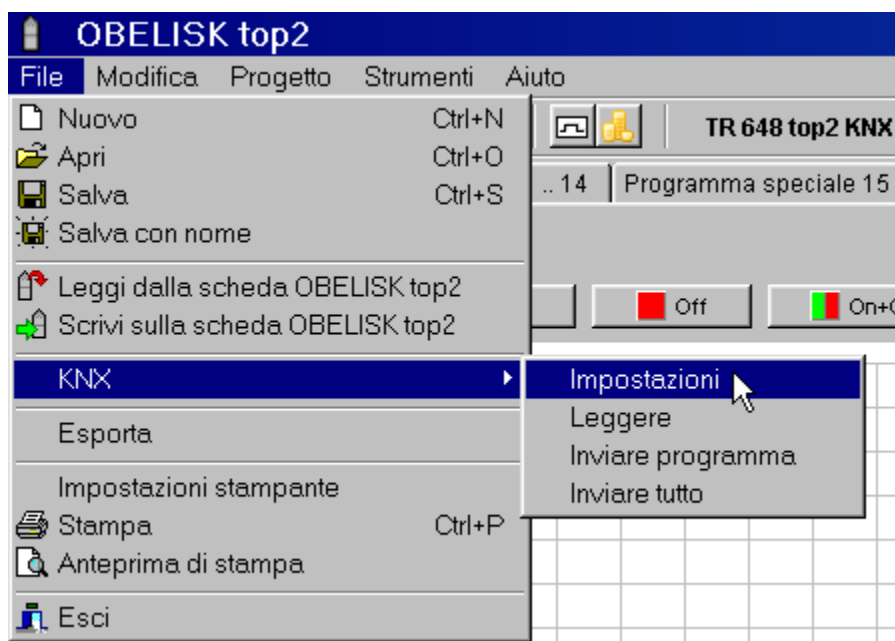 OBELISK top2
File Modifica Progetto Strumenti Aiuto
Nuovo Ctrl+N
TR 648 top2 KNX
Apri Ctrl+O
.. 14 Programma speciale 15
Salva Ctrl+S
Salva con nome
Leggi dalla scheda OBELISK top2
Off On+
Scrivi sulla scheda OBELISK top2
KNX Impostazioni
Leggere
Esporta
Inviare programma
Impostazioni stampante
Inviare tutto
Stampa Ctrl+P
Anteprima di stampa
Esci